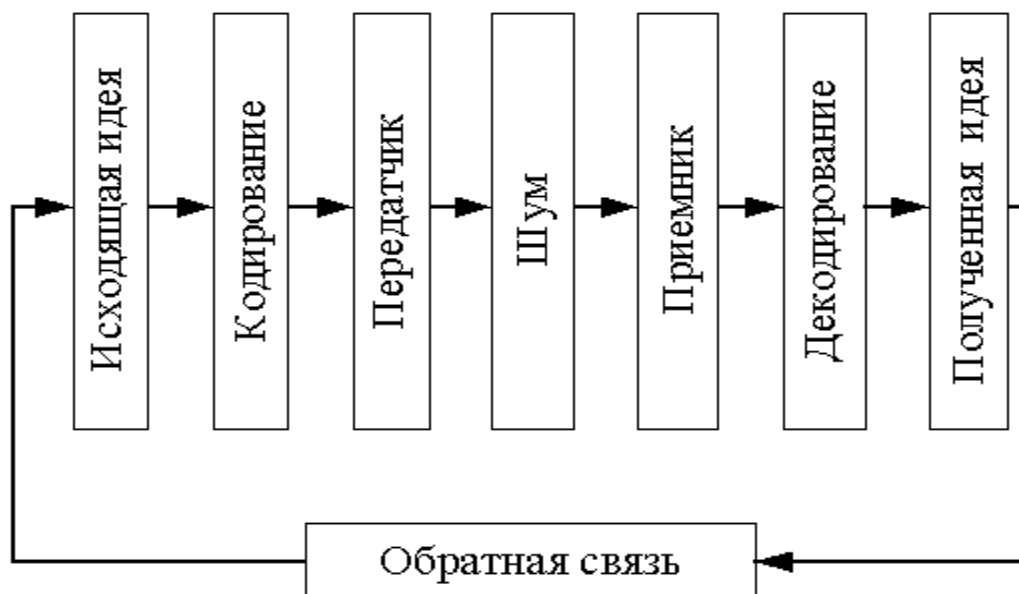 Исходящая идея
Кодирование
Передатчик
Шум
Приемник
Декодирование
Полученная идея
Обратная связь